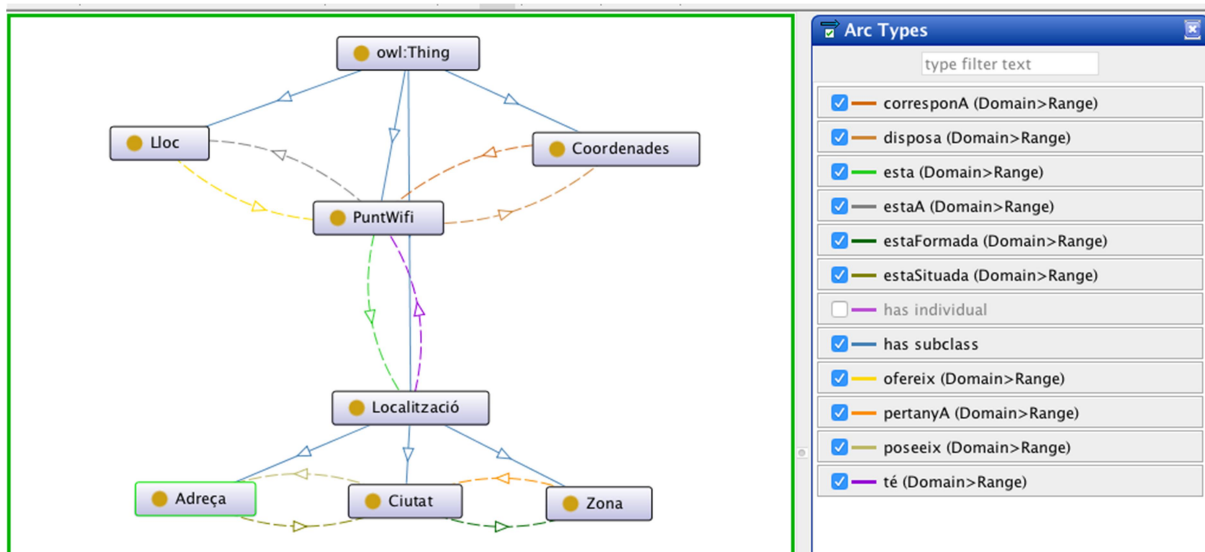 owl:Thing
Lloc
Coordenades
PuntWifi
Localització
Adreça
Ciutat
Zona
Arc Types
type filter text
corresponA (Domain>Range)
disposa (Domain>Range)
esta (Domain>Range)
estaA (Domain>Range)
estaFormada (Domain>Range)
estaSituada (Domain>Range)
has individual
has subclass
ofereix (Domain>Range)
pertanyA (Domain>Range)
poseeix (Domain>Range)
té (Domain>Range)